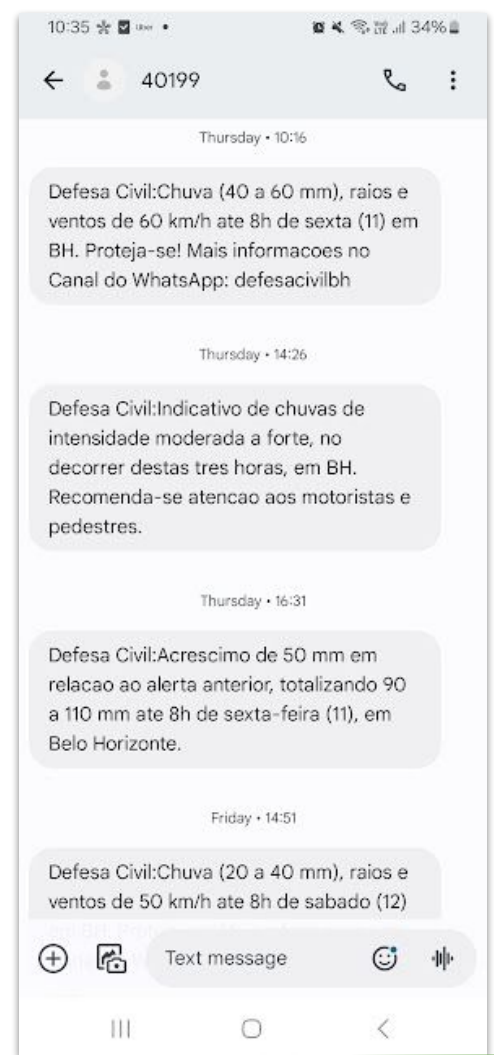 10:35 Uber 34%
40199
Thursday • 10:16
Defesa Civil:Chuva (40 a 60 mm), raios e
ventos de 60 km/h ate 8h de sexta (11) em
BH. Proteja-se! Mais informacoes no
Canal do WhatsApp: defesacivilbh
Thursday • 14:26
Defesa Civil:Indicativo de chuvas de
intensidade moderada a forte, no
decorrer destas tres horas, em BH.
Recomenda-se atencao aos motoristas e
pedestres.
Thursday • 16:31
Defesa Civil:Acrescimo de 50 mm em
relacao ao alerta anterior, totalizando 90
a 110 mm ate 8h de sexta-feira (11), em
Belo Horizonte.
Friday • 14:51
Defesa Civil:Chuva (20 a 40 mm), raios e
ventos de 50 km/h ate 8h de sabado (12)
Text message